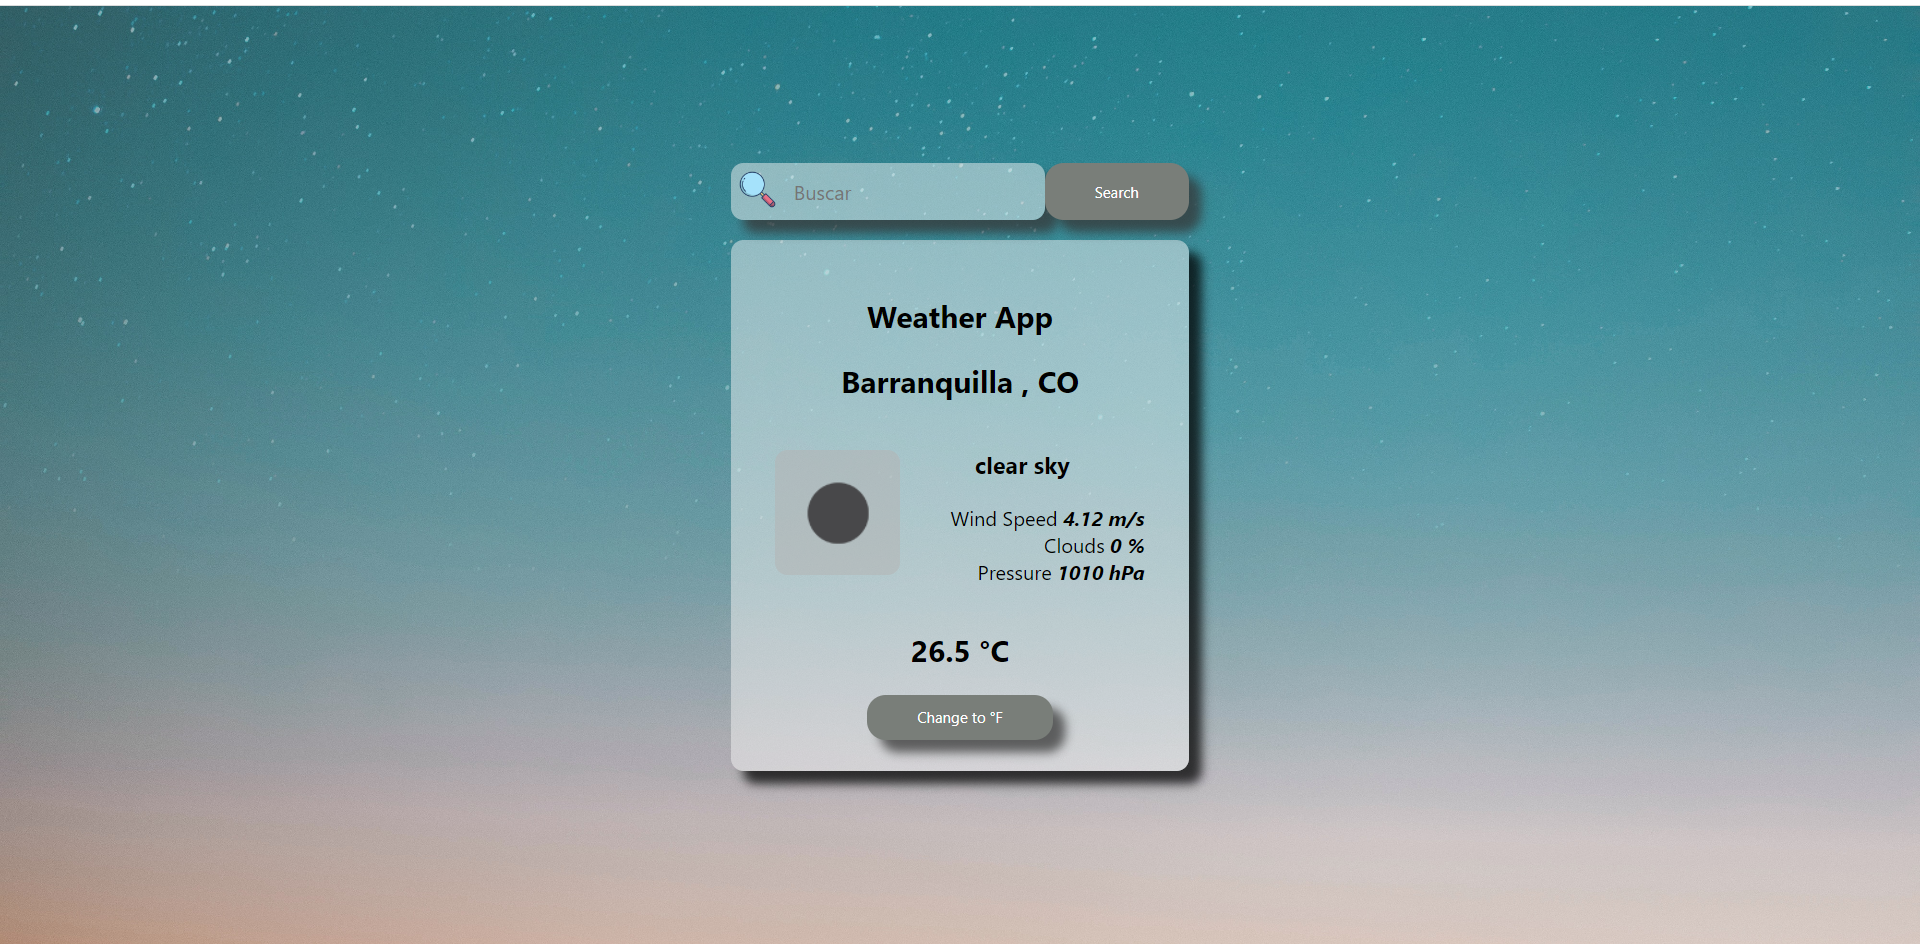 Buscar
Search
Weather App
Barranquilla , CO
clear sky
Wind Speed 4.12 m/s
Clouds 0 %
Pressure 1010 hPa
26.5 °C
Change to °F